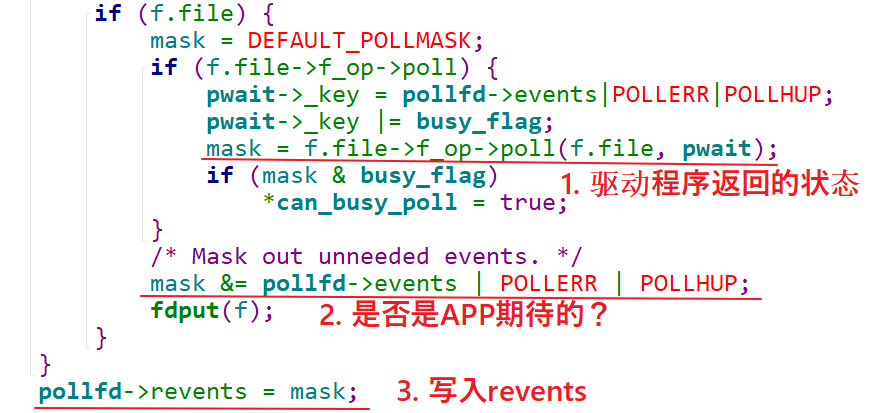 if (f.file) {
mask = DEFAULT_POLLMASK;
if (f.file->f_op->poll) {
pwait->_key = pollfd->events|POLLERR|POLLHUP;
pwait->_key |= busy_flag;
mask = f.file->f_op->poll(f.file, pwait);
if (mask & busy_flag)
1. 驱动程序返回的状态
*can_busy_poll = true;
}
/* Mask out unneeded events. */
mask &= pollfd->events | POLLERR | POLLHUP;
fdput(f);
2. 是否是APP期待的？
}
}
pollfd->revents = mask;
3. 写入revents